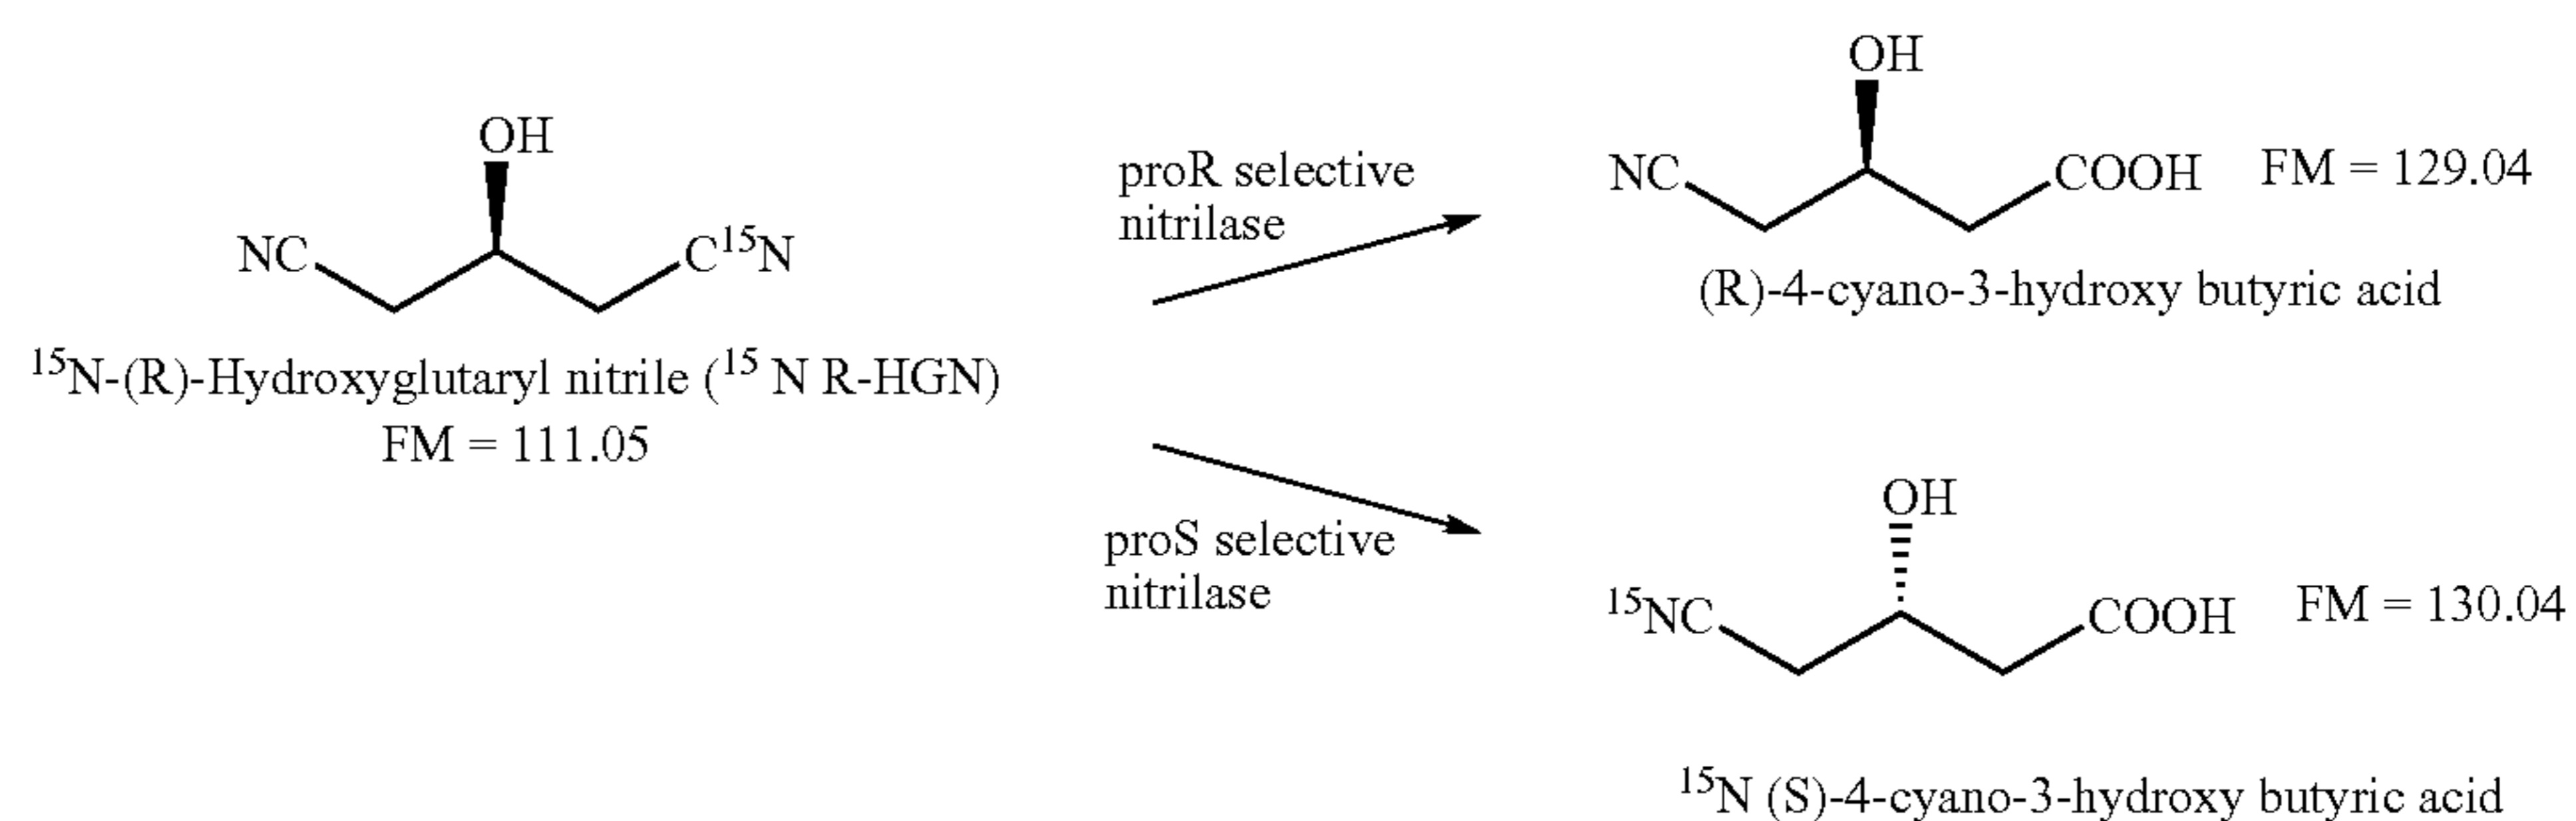 OH
NC
C¹⁵N
¹⁵N-(R)-Hydroxyglutaryl nitrile (¹⁵ N R-HGN)
FM = 111.05
proR selective
nitrilase
proS selective
nitrilase
OH
NC
COOH
FM = 129.04
(R)-4-cyano-3-hydroxy butyric acid
OH
¹⁵NC
COOH
FM = 130.04
¹⁵N (S)-4-cyano-3-hydroxy butyric acid